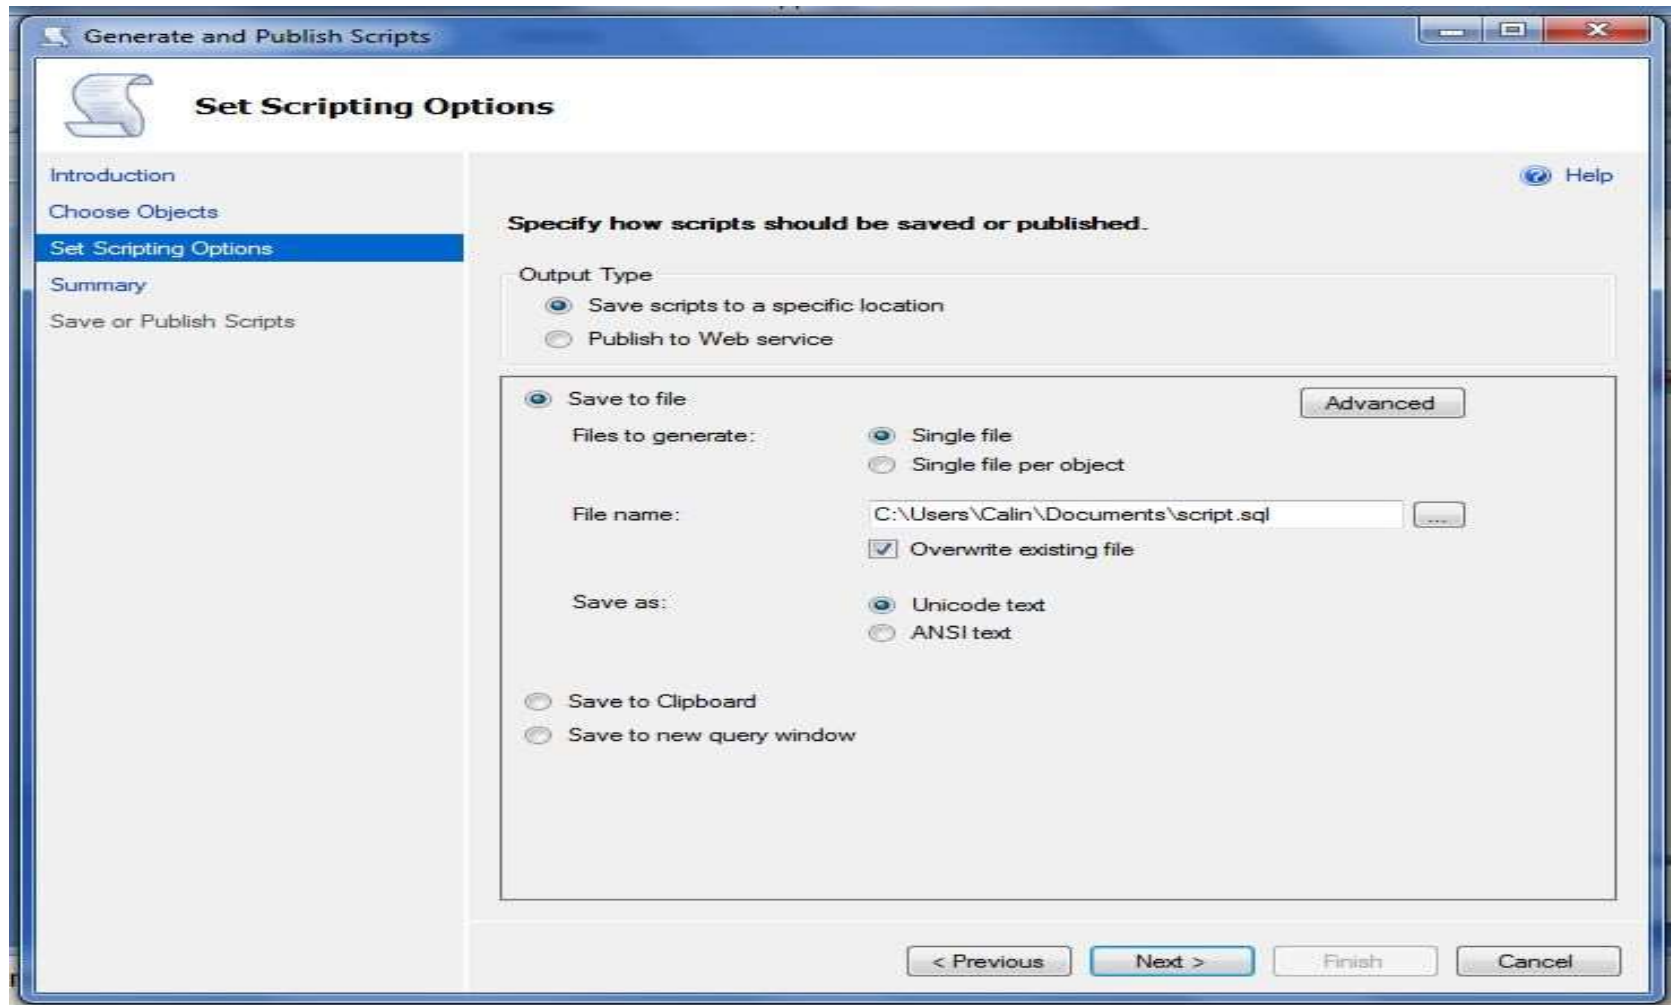 Generate and Publish Scripts
Set Scripting Options
Introduction
Choose Objects
Set Scripting Options
Summary
Save or Publish Scripts
Help
Specify how scripts should be saved or published.
Output Type
Save scripts to a specific location
Publish to Web service
Save to file
Advanced
Files to generate:
Single file
Single file per object
File name:
C:\Users\Calin\Documents\script.sql
...
Overwrite existing file
Save as:
Unicode text
ANSI text
Save to Clipboard
Save to new query window
< Previous
Next >
Finish
Cancel